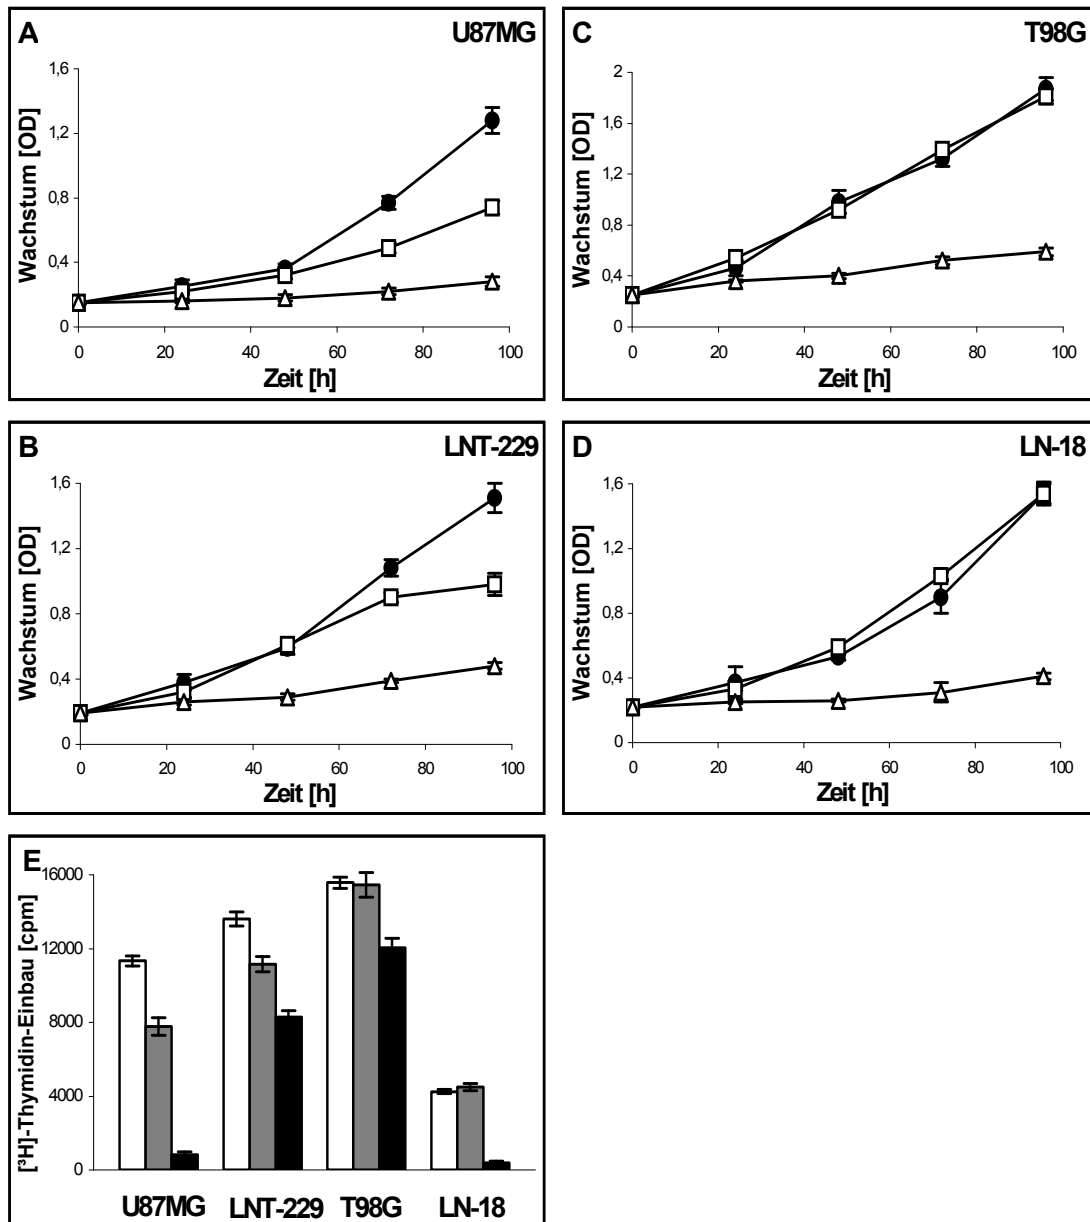 A
U87MG
Wachstum [OD]
1,6
1,2
0,8
0,4
0
0 20 40 60 80 100
Zeit [h]
C
T98G
Wachstum [OD]
2
1,6
1,2
0,8
0,4
0
0 20 40 60 80 100
Zeit [h]
B
LNT-229
Wachstum [OD]
1,6
1,2
0,8
0,4
0
0 20 40 60 80 100
Zeit [h]
D
LN-18
Wachstum [OD]
1,6
1,2
0,8
0,4
0
0 20 40 60 80 100
Zeit [h]
E
[³H]-Thymidin-Einbau [cpm]
16000
12000
8000
4000
0
U87MG LNT-229 T98G LN-18